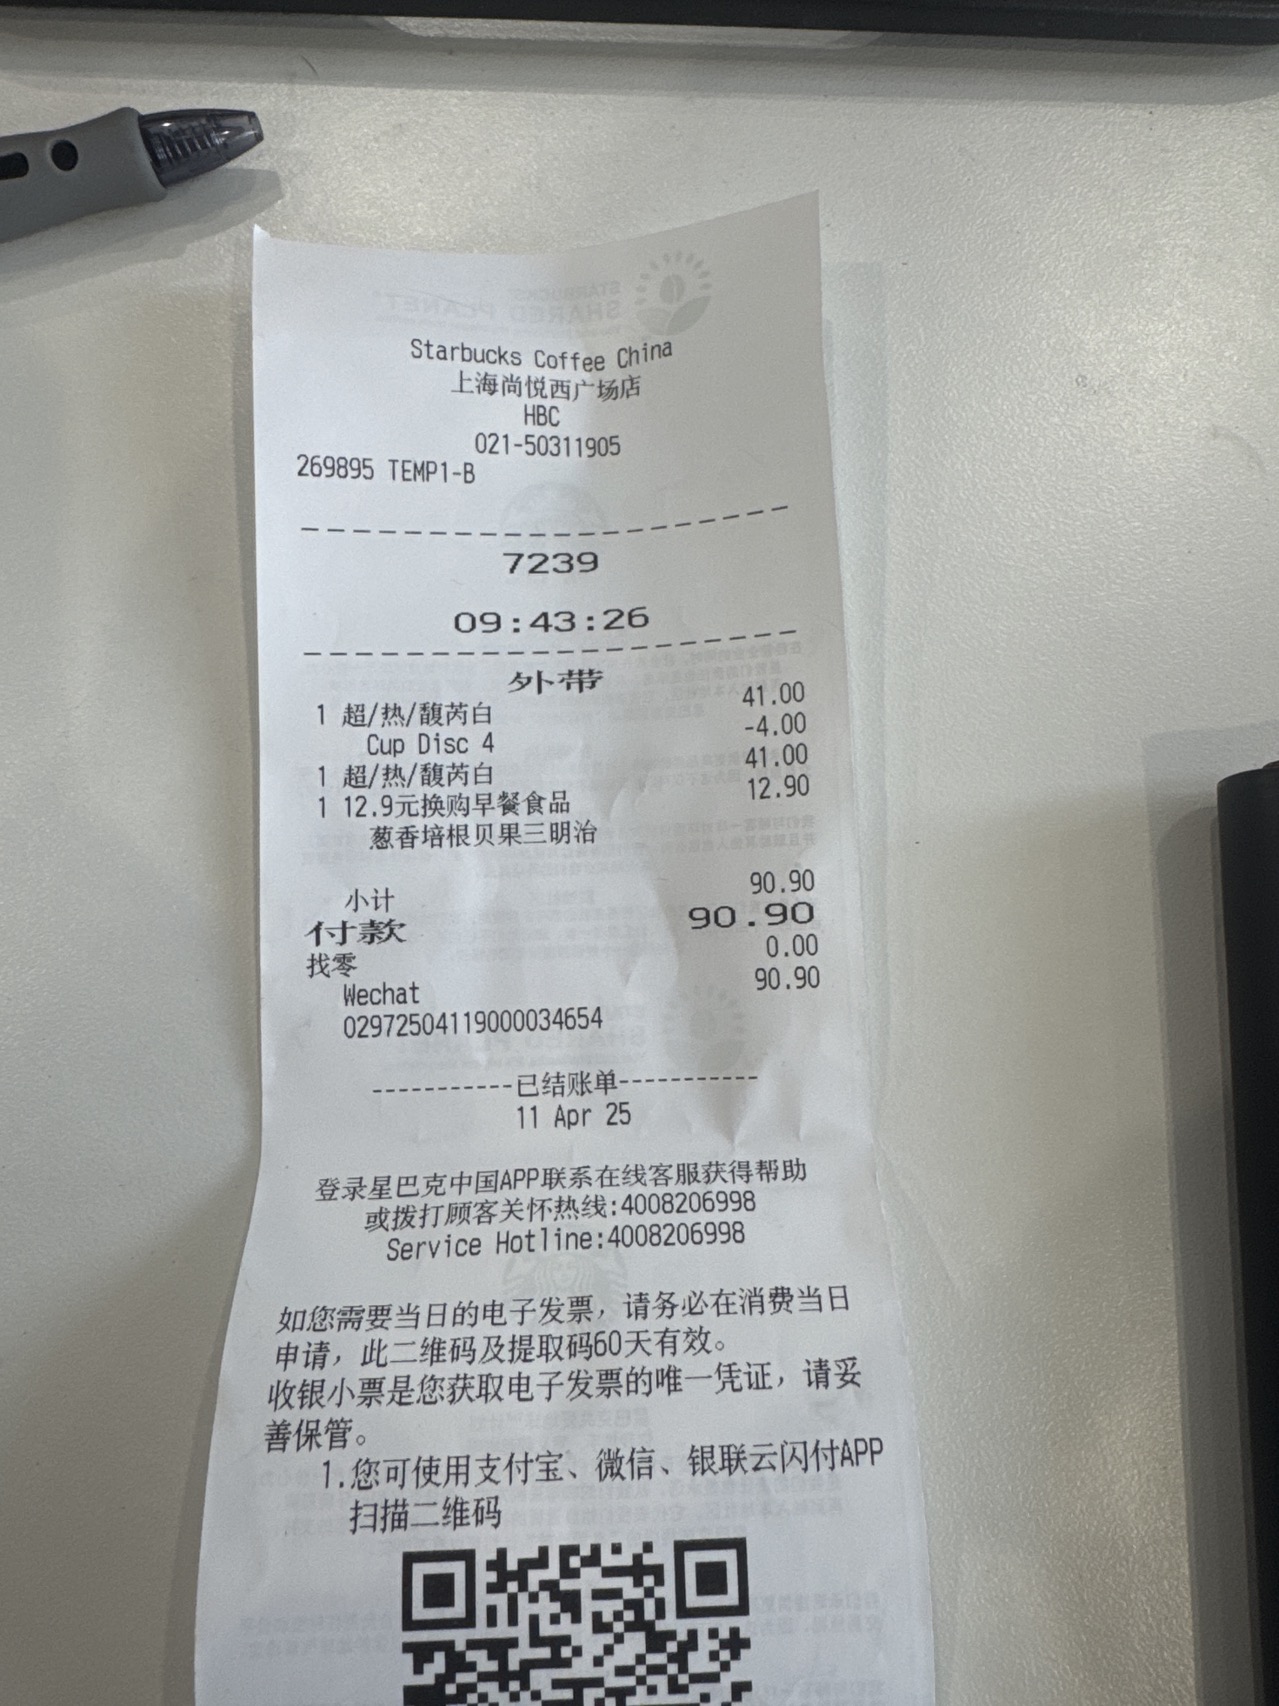 Starbucks Coffee China
上海尚悦西广场店
HBC
021-50311905
269895 TEMP1-B
7239
09:43:26
外带
1 超/热/馥芮白 41.00
Cup Disc 4 -4.00
1 超/热/馥芮白 41.00
1 12.9元换购早餐食品 12.90
葱香培根贝果三明治
小计 90.90
付款 90.90
找零 0.00
Wechat 90.90
02972504119000034654
-----------已结账单-----------
11 Apr 25
登录星巴克中国APP联系在线客服获得帮助
或拨打顾客关怀热线:4008206998
Service Hotline:4008206998
如您需要当日的电子发票，请务必在消费当日
申请，此二维码及提取码60天有效。
收银小票是您获取电子发票的唯一凭证，请妥
善保管。
1.您可使用支付宝、微信、银联云闪付APP
扫描二维码